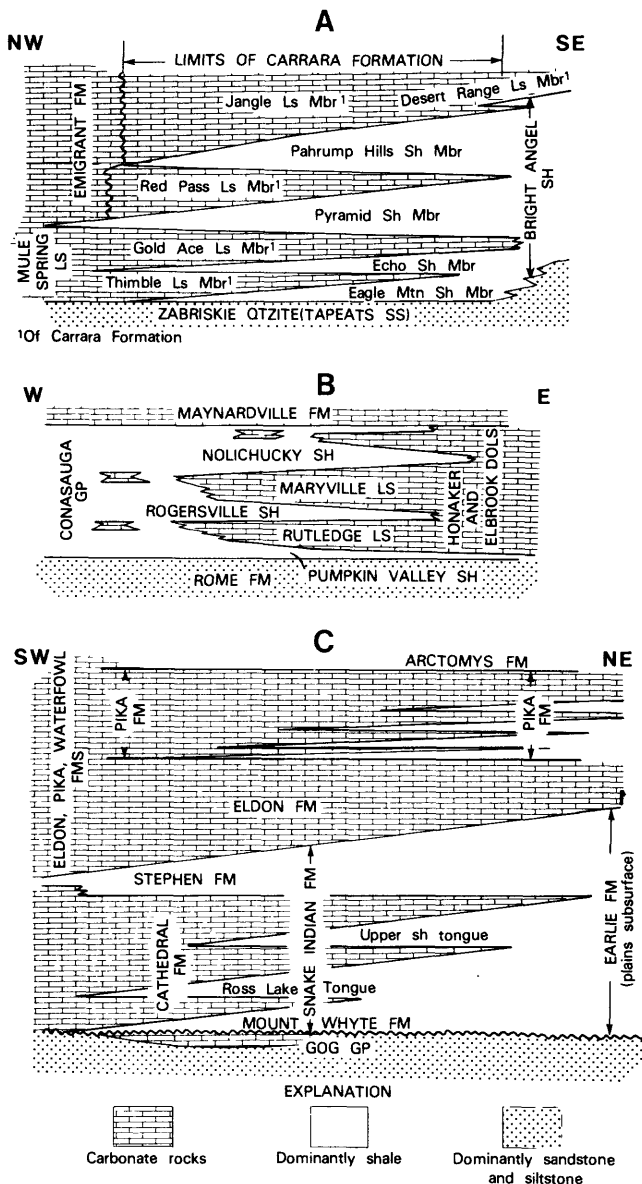 A
NW
SE
LIMITS OF CARRARA FORMATION
Jangle Ls Mbr¹
Desert Range Ls Mbr¹
EMIGRANT FM
Pahrump Hills Sh Mbr
BRIGHT ANGEL SH
Red Pass Ls Mbr¹
Pyramid Sh Mbr
MULE SPRING LS
Gold Ace Ls Mbr¹
Echo Sh Mbr
Thimble Ls Mbr¹
Eagle Mtn Sh Mbr
ZABRISKIE QTZITE(TAPEATS SS)
¹Of Carrara Formation
B
W
E
MAYNARDVILLE FM
NOLICHUCKY SH
CONASAUGA GP
MARYVILLE LS
HONAKER AND ELBROOK DOLS
ROGERSVILLE SH
RUTLEDGE LS
ROME FM
PUMPKIN VALLEY SH
C
SW
NE
ARCTOMYS FM
ELDON, PIKA, WATERFOWL FMS
PIKA FM
PIKA FM
ELDON FM
STEPHEN FM
CATHEDRAL FM
SNAKE INDIAN FM
Upper sh tongue
EARLIE FM
(plains subsurface)
Ross Lake Tongue
MOUNT WHYTE FM
GOG GP
EXPLANATION
Carbonate rocks
Dominantly shale
Dominantly sandstone
and siltstone